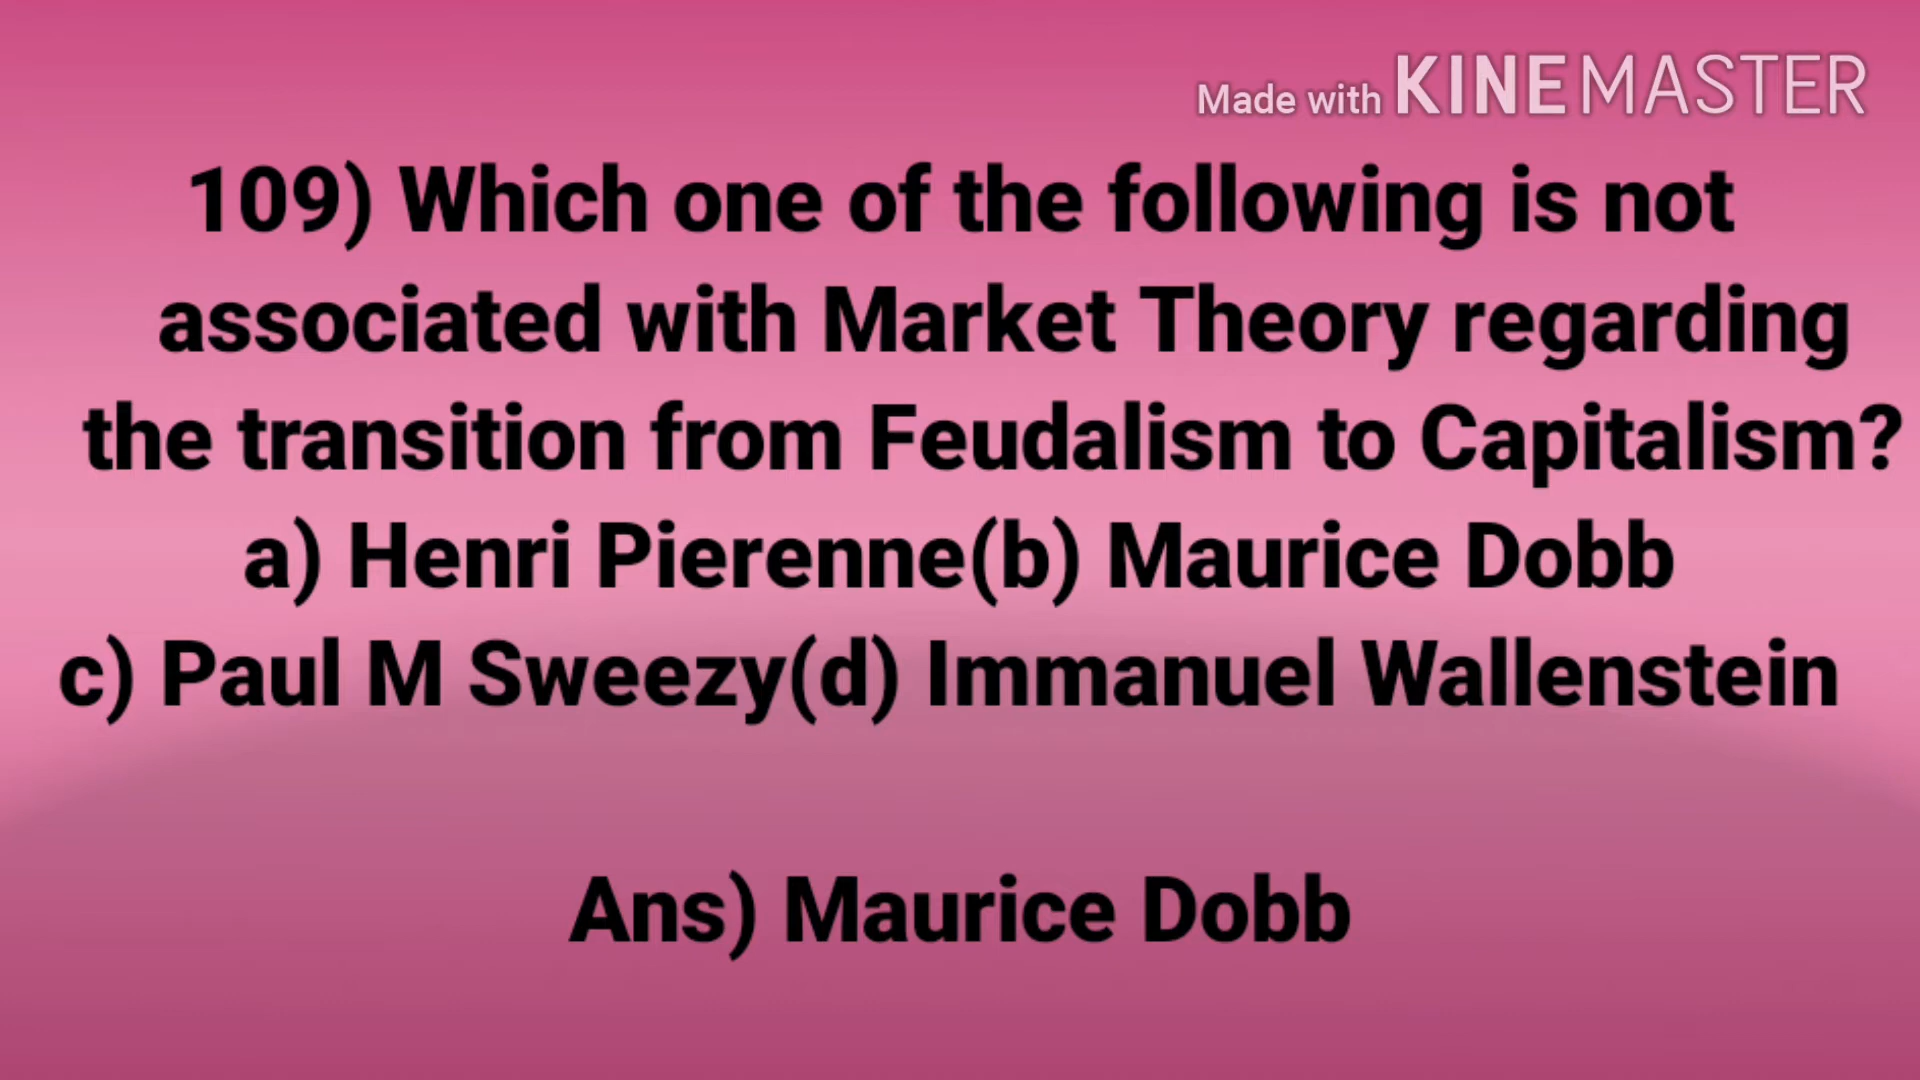 Made with KINEMASTER
109) Which one of the following is not
associated with Market Theory regarding
the transition from Feudalism to Capitalism?
a) Henri Pierenne(b) Maurice Dobb
c) Paul M Sweezy(d) Immanuel Wallenstein
Ans) Maurice Dobb